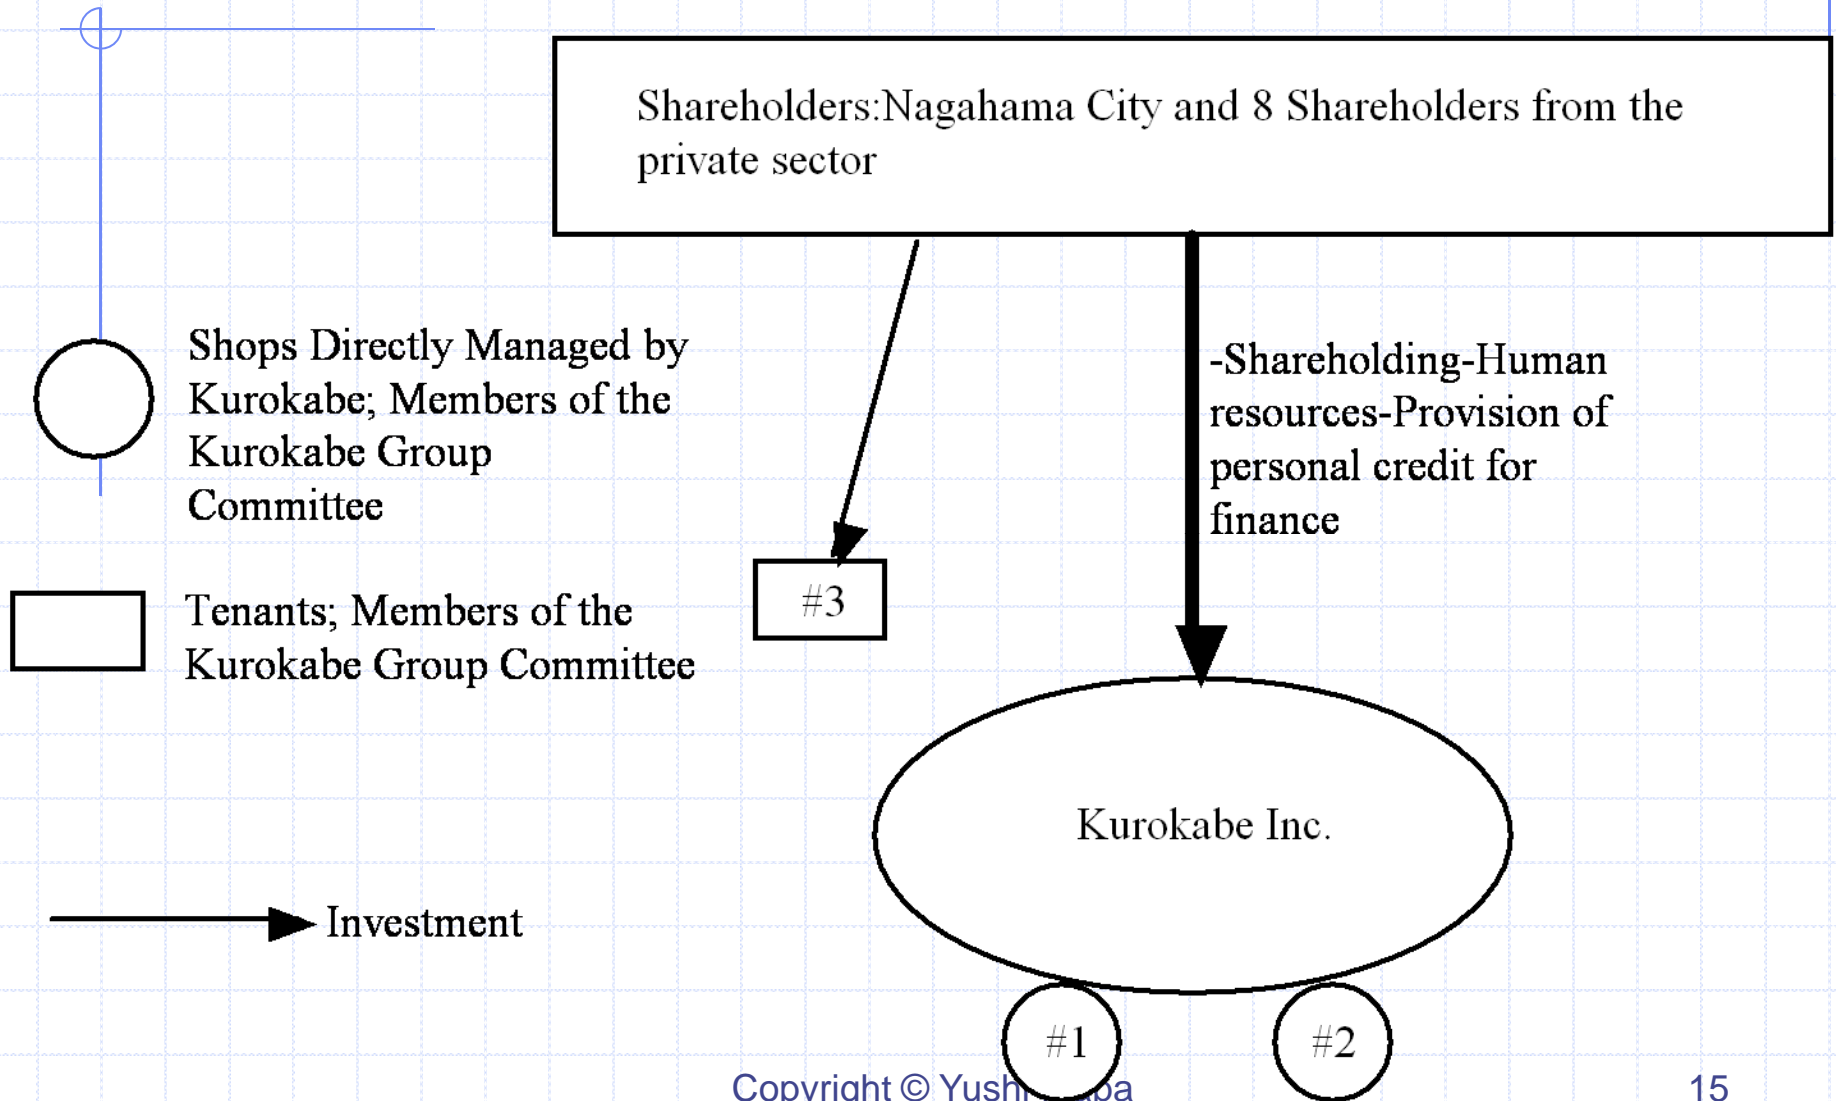 Shareholders:Nagahama City and 8 Shareholders from the
private sector
Shops Directly Managed by
Kurokabe; Members of the
Kurokabe Group
Committee
-Shareholding-Human
resources-Provision of
personal credit for
finance
#3
Tenants; Members of the
Kurokabe Group Committee
Kurokabe Inc.
Investment
#1
#2
Copyright ©
15